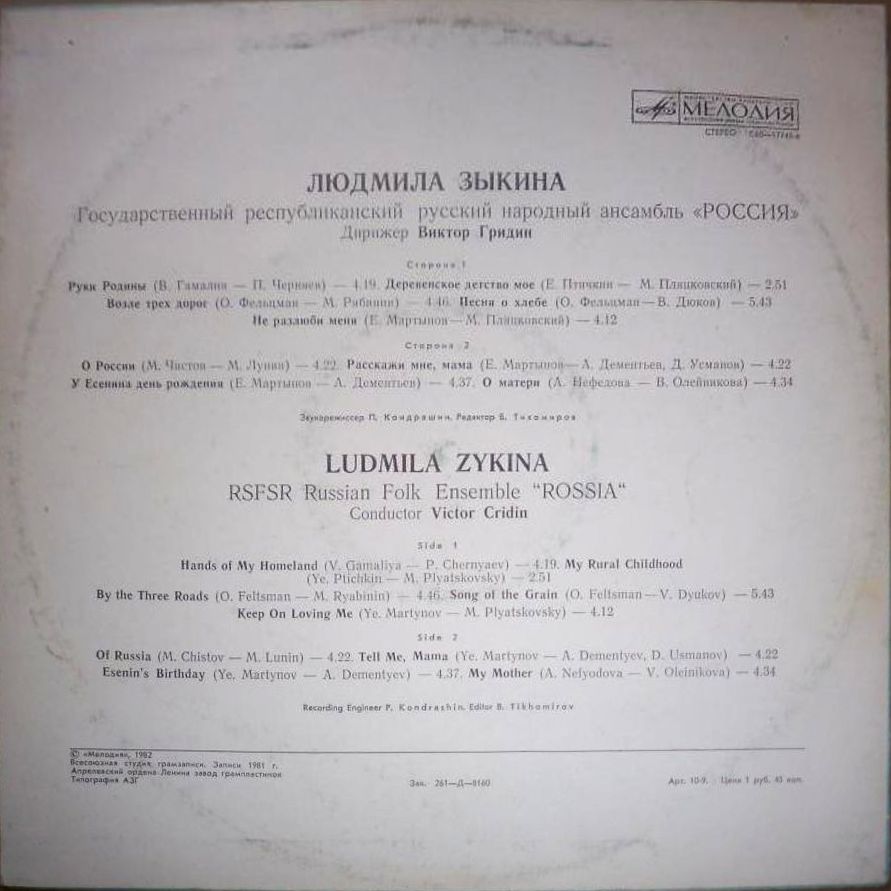 МЕЛОДИЯ
СТЕРЕО
ЛЮДМИЛА ЗЫКИНА
Государственный республиканский русский народный ансамбль «РОССИЯ»
Дирижер Виктор Гридин
Сторона 1
Руки Родины (В. Гамалия — П. Черняев) — 4.19. Деревенское детство мое (Е. Птичкин — М. Пляцковский) — 2.51
Возле трех дорог (О. Фельцман — М. Рябинин) — 4.46. Песня о хлебе (О. Фельцман — В. Дюков) — 5.43
Не разлюби меня (Е. Мартынов — М. Пляцковский) — 4.12
Сторона 2
О России (М. Чистов — М. Лунин) — 4.22. Расскажи мне, мама (Е. Мартынов — А. Дементьев, Д. Усманов) — 4.22
У Есенина день рождения (Е. Мартынов — А. Дементьев) — 4.37. О матери (А. Нефедова — В. Олейникова) — 4.34
Звукорежиссер П. Кондрашин. Редактор Б. Тихомиров
LUDMILA ZYKINA
RSFSR Russian Folk Ensemble “ROSSIA“
Conductor Victor Cridin
Side 1
Hands of My Homeland (V. Gamaliya — P. Chernyaev) — 4.19. My Rural Childhood
(Ye. Ptichkin — M. Plyatskovsky) — 2.51
By the Three Roads (O. Feltsman — M. Ryabinin) — 4.46. Song of the Grain (O. Feltsman — V. Dyukov) — 5.43
Keep On Loving Me (Ye. Martynov — M. Plyatskovsky) — 4.12
Side 2
Of Russia (M. Chistov — M. Lunin) — 4.22. Tell Me, Mama (Ye. Martynov — A. Dementyev, D. Usmanov) — 4.22
Esenin's Birthday (Ye. Martynov — A. Dementyev) — 4.37. My Mother (A. Nefyodova — V. Oleinikova) — 4.34
Recording Engineer P. Kondrashin. Editor B. Tikhomirov
© «Мелодия», 1982
Всесоюзная студия грамзаписи. Записи 1981 г.
Апрелевский ордена Ленина завод грампластинок
Типография АЗГ
Зак. 261—Д—8160
Арт. 10-9. Цена 1 руб. 45 коп.